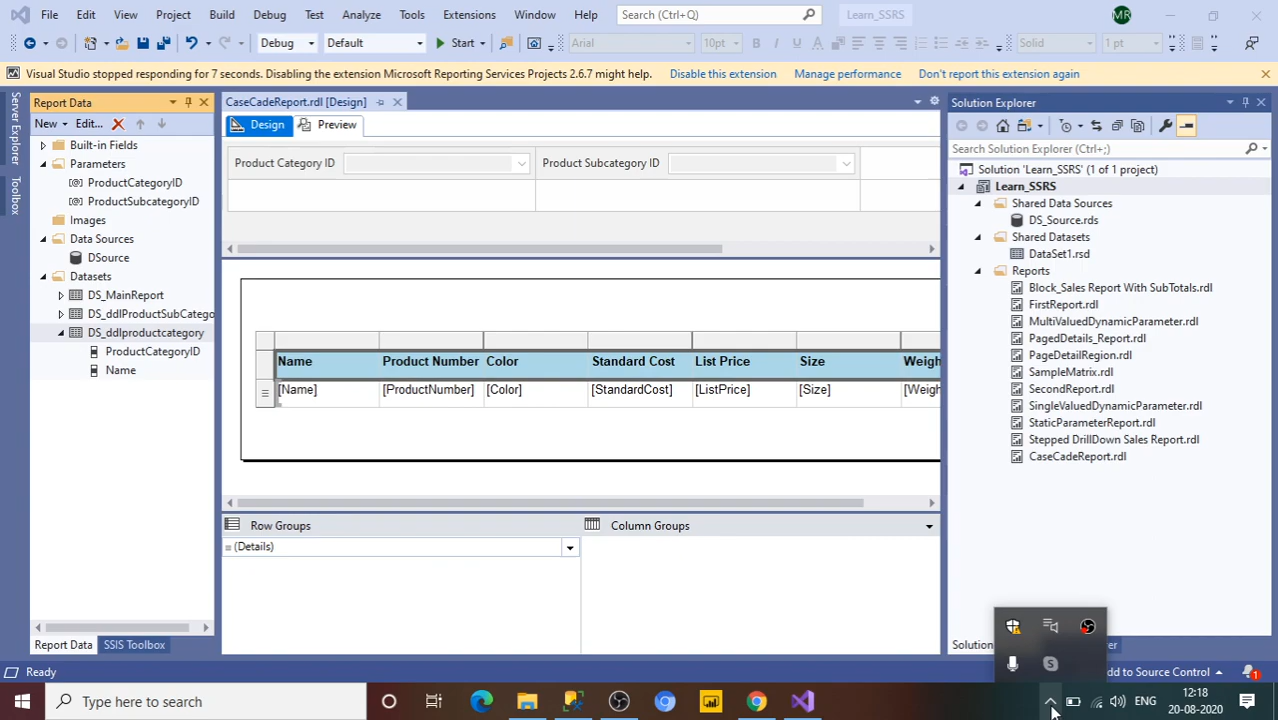 File Edit View Project Build Debug Test Analyze Tools Extensions Window Help Search (Ctrl+Q) Learn_SSRS MR
Debug Default Start Arial 10pt B I U A Solid 1 pt
Visual Studio stopped responding for 7 seconds. Disabling the extension Microsoft Reporting Services Projects 2.6.7 might help. Disable this extension Manage performance Don't report this extension again
Server Explorer
Toolbox
Report Data
New Edit...
Built-in Fields
Parameters
ProductCategoryID
ProductSubcategoryID
Images
Data Sources
DSource
Datasets
DS_MainReport
DS_ddlProductSubCatego
DS_ddlproductcategory
ProductCategoryID
Name
Report Data SSIS Toolbox
CaseCadeReport.rdl [Design]
Design Preview
Product Category ID Product Subcategory ID
Name Product Number Color Standard Cost List Price Size Weigh
[Name] [ProductNumber] [Color] [StandardCost] [ListPrice] [Size] [Weigh
Row Groups Column Groups
(Details)
Solution Explorer
Search Solution Explorer (Ctrl+;)
Solution 'Learn_SSRS' (1 of 1 project)
Learn_SSRS
Shared Data Sources
DS_Source.rds
Shared Datasets
DataSet1.rsd
Reports
Block_Sales Report With SubTotals.rdl
FirstReport.rdl
MultiValuedDynamicParameter.rdl
PagedDetails_Report.rdl
PageDetailRegion.rdl
SampleMatrix.rdl
SecondReport.rdl
SingleValuedDynamicParameter.rdl
StaticParameterReport.rdl
Stepped DrillDown Sales Report.rdl
CaseCadeReport.rdl
Solution
Ready
dd to Source Control 1
Type here to search
ENG 12:18
20-08-2020